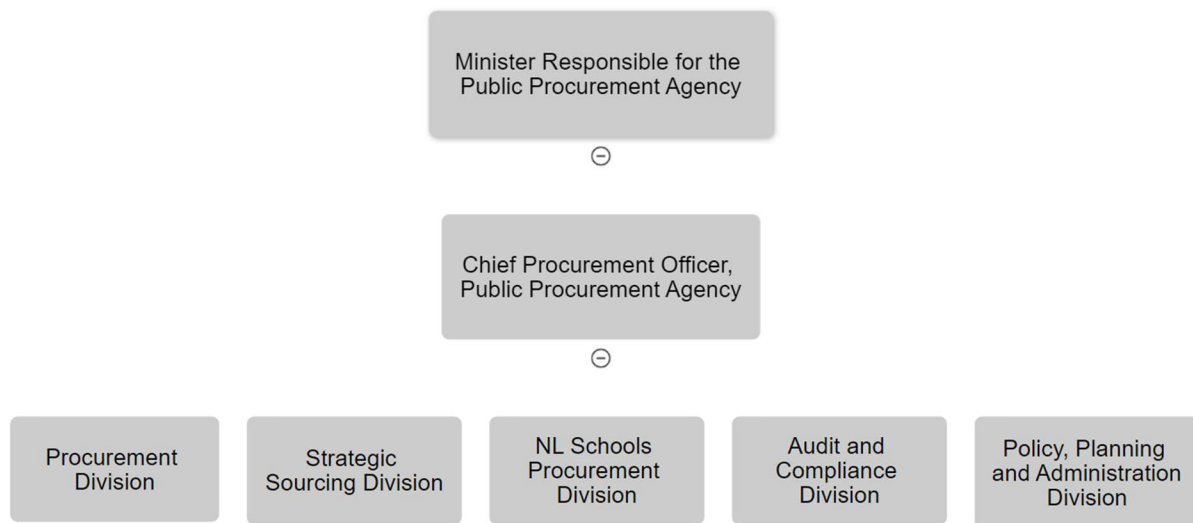 Minister Responsible for the
Public Procurement Agency
Chief Procurement Officer,
Public Procurement Agency
Procurement
Division
Strategic
Sourcing Division
NL Schools
Procurement
Division
Audit and
Compliance
Division
Policy, Planning
and Administration
Division